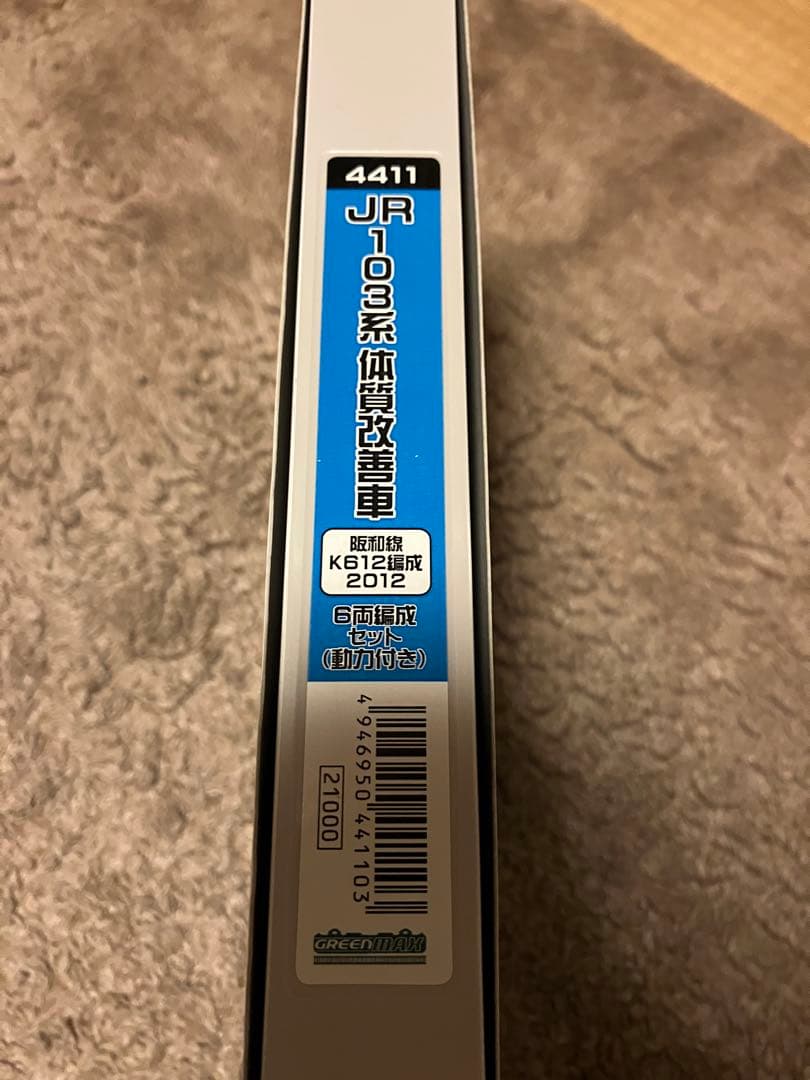 4411
JR
103系 体質改善車
阪和線
K612編成
2012
6両編成
セット
(動力付き)
4 946950 441103
21000
GREENMAX